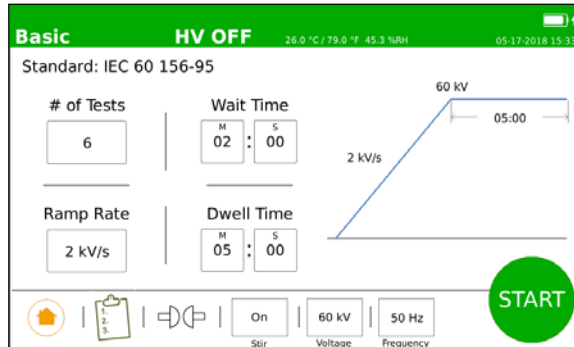 Basic HV OFF 26.0 °C / 79.0 °F 45.3 %RH 05-17-2018 15:33
Standard: IEC 60 156-95
# of Tests Wait Time
6
M S
02 : 00
60 kV
05:00
2 kV/s
Ramp Rate Dwell Time
2 kV/s
M S
05 : 00
START
1.
2.
3.
On 60 kV 50 Hz
Stir Voltage Frequency